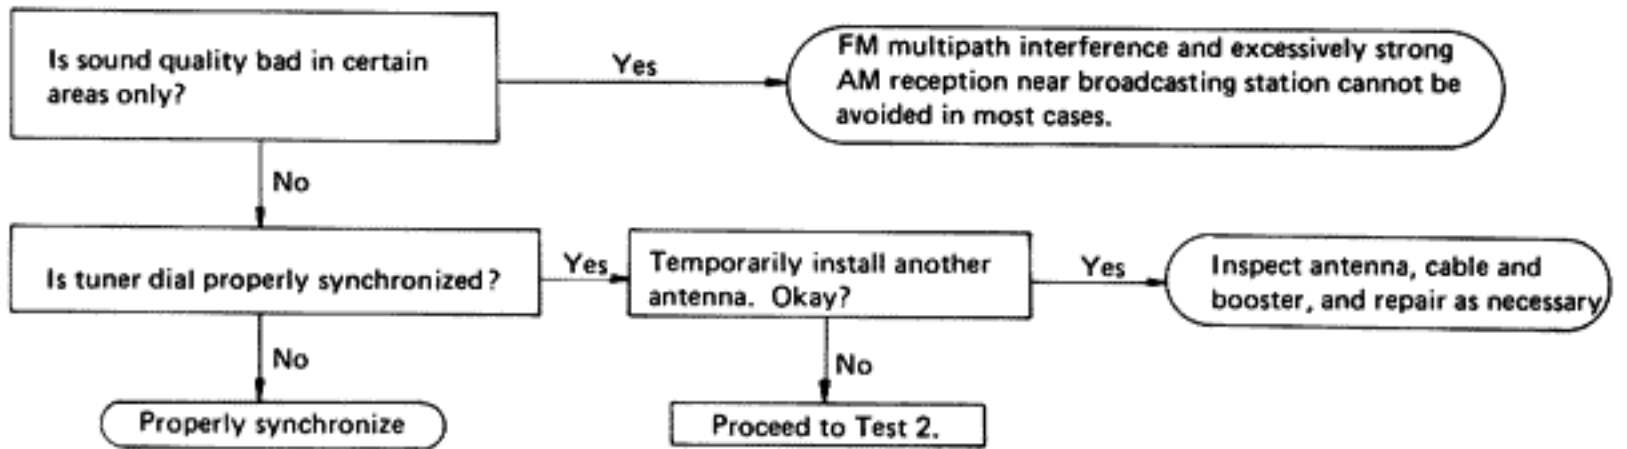 Is sound quality bad in certain
areas only?
Yes
FM multipath interference and excessively strong
AM reception near broadcasting station cannot be
avoided in most cases.
No
Is tuner dial properly synchronized?
Yes
Temporarily install another
antenna. Okay?
Yes
Inspect antenna, cable and
booster, and repair as necessary
No
Properly synchronize
No
Proceed to Test 2.